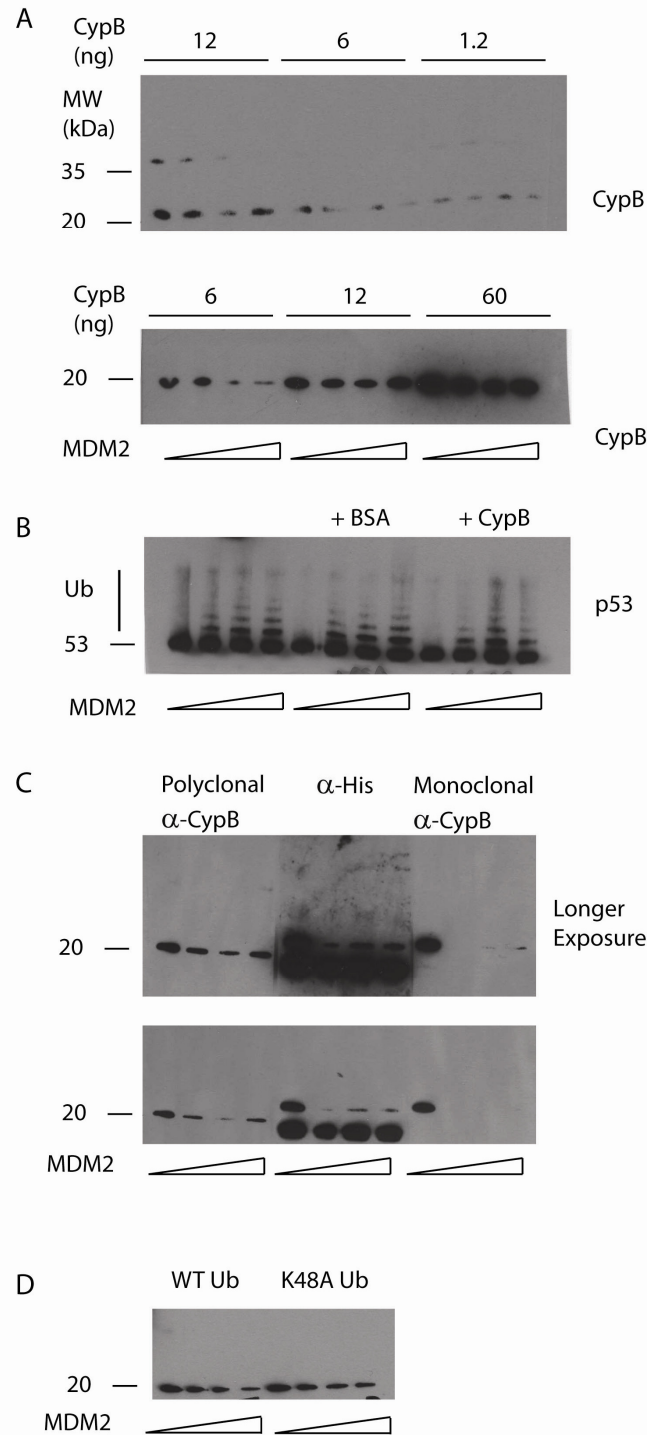 A
CypB
(ng)
12 6 1.2
MW
(kDa)
35
20
CypB
CypB
(ng)
6 12 60
20
CypB
MDM2
B
+ BSA + CypB
Ub
p53
53
MDM2
C
Polyclonal
α-CypB
α-His
Monoclonal
α-CypB
Longer
Exposure
20
20
MDM2
D
WT Ub K48A Ub
20
MDM2